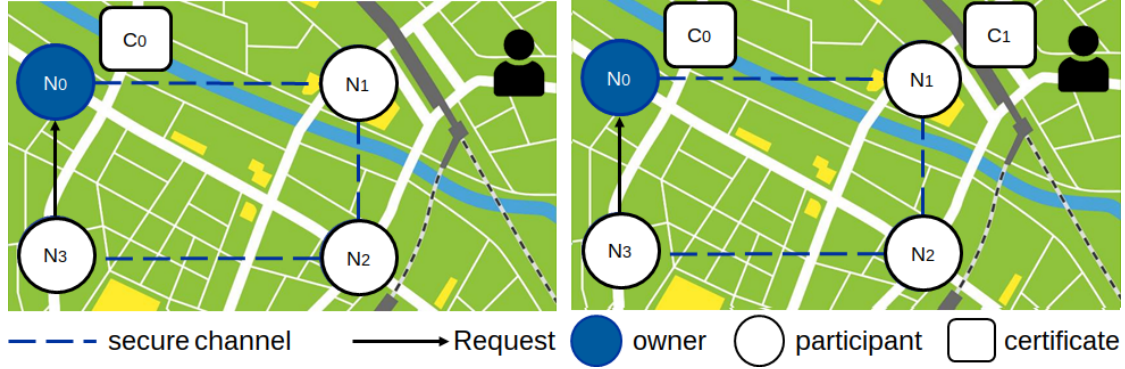 C0
N0
N1
N3
N2
C0
C1
N0
N1
N3
N2
secure channel
Request
owner
participant
certificate